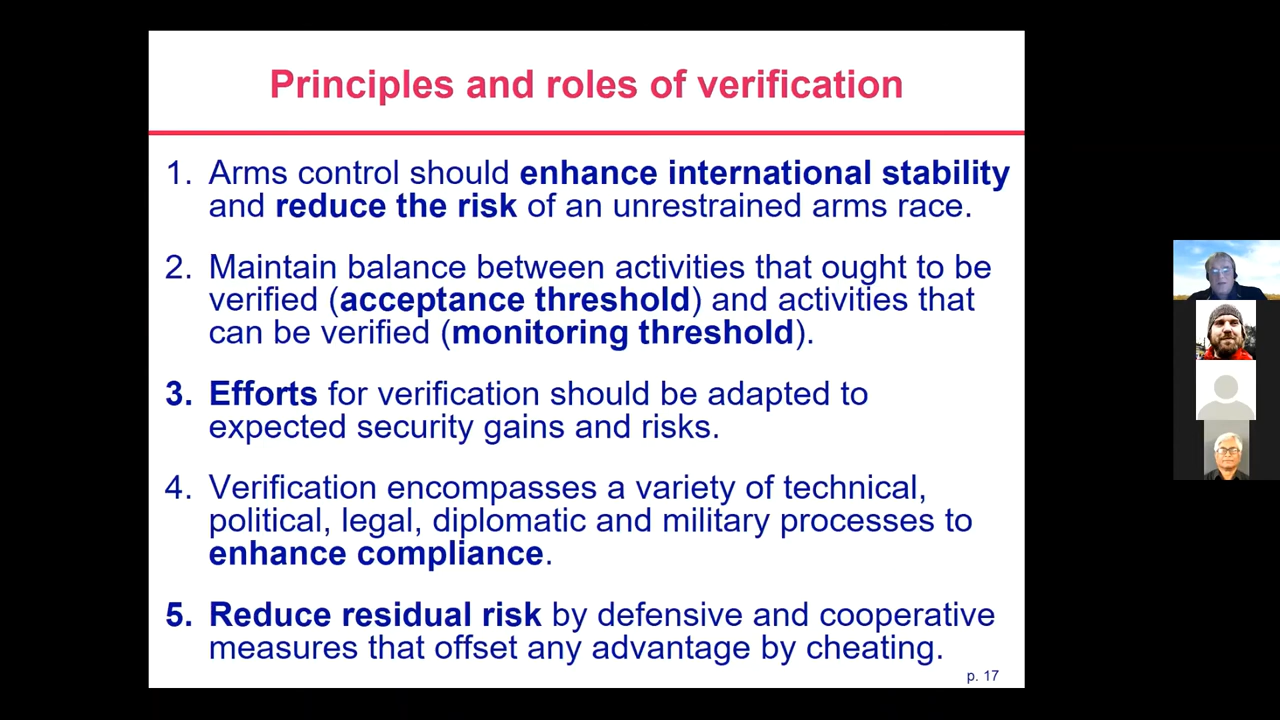 Principles and roles of verification
1. Arms control should enhance international stability
and reduce the risk of an unrestrained arms race.
2. Maintain balance between activities that ought to be
verified (acceptance threshold) and activities that
can be verified (monitoring threshold).
3. Efforts for verification should be adapted to
expected security gains and risks.
4. Verification encompasses a variety of technical,
political, legal, diplomatic and military processes to
enhance compliance.
5. Reduce residual risk by defensive and cooperative
measures that offset any advantage by cheating.
p. 17